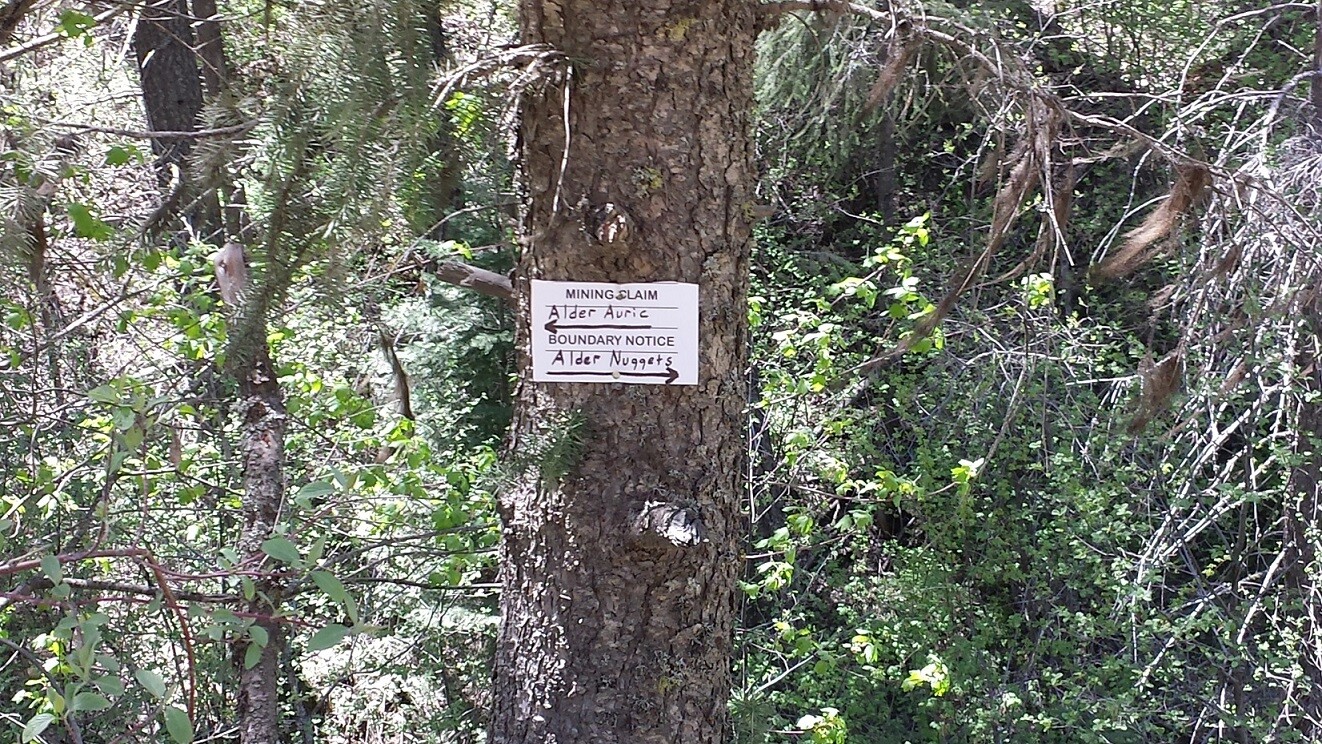 MINING CLAIM
Alder Auric
BOUNDARY NOTICE
Alder Nuggets